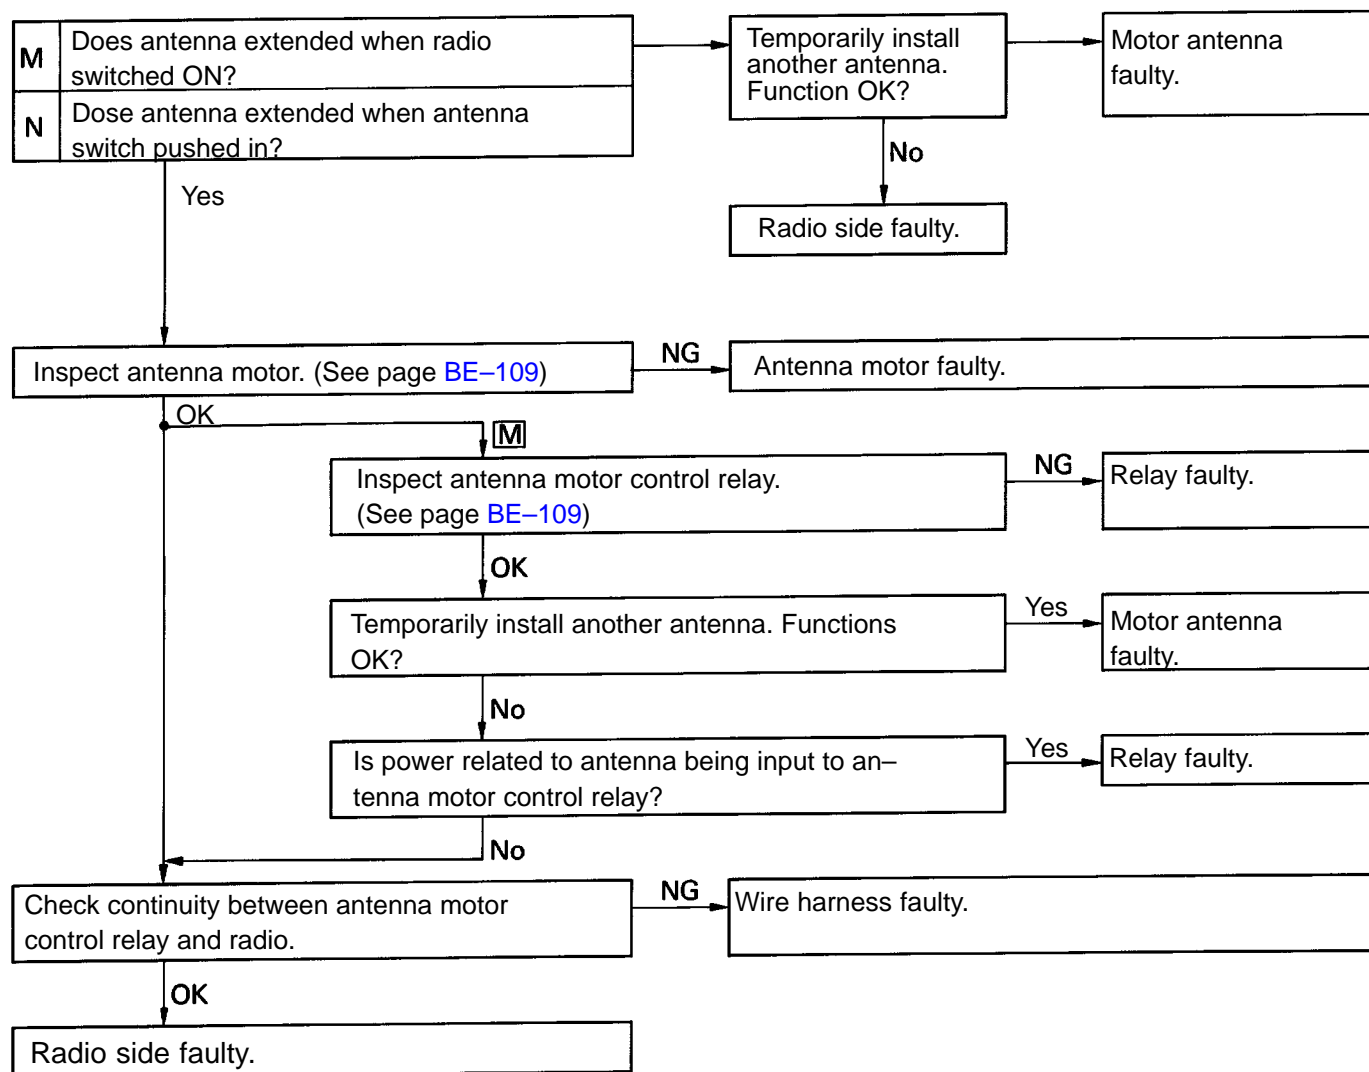 M
Does antenna extended when radio
switched ON?
N
Dose antenna extended when antenna
switch pushed in?
Temporarily install
another antenna.
Function OK?
Motor antenna
faulty.
No
Yes
Radio side faulty.
Inspect antenna motor. (See page BE–109)
NG
Antenna motor faulty.
OK
M
Inspect antenna motor control relay.
(See page BE–109)
NG
Relay faulty.
OK
Temporarily install another antenna. Functions
OK?
Yes
Motor antenna
faulty.
No
Is power related to antenna being input to an–
tenna motor control relay?
Yes
Relay faulty.
No
Check continuity between antenna motor
control relay and radio.
NG
Wire harness faulty.
OK
Radio side faulty.